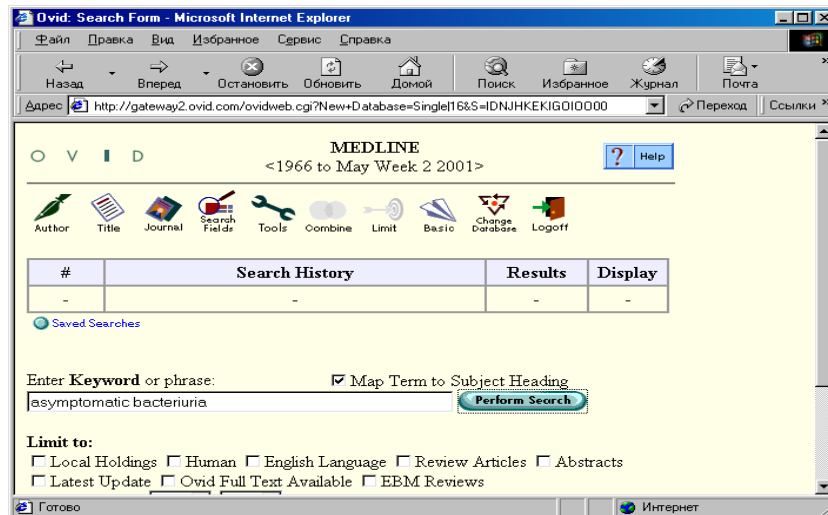 Ovid: Search Form - Microsoft Internet Explorer
Файл Правка Вид Избранное Сервис Справка
Назад Вперед Остановить Обновить Домой Поиск Избранное Журнал Почта
Адрес http://gateway2.ovid.com/ovidweb.cgi?New+Database=Single|16&S=IDNJHKEKIGOIOO00 Переход Ссылки »
O V I D
MEDLINE
<1966 to May Week 2 2001>
? Help
Author Title Journal Search Fields Tools Combine Limit Basic Change Database Logoff
# Search History Results Display
- - - -
Saved Searches
Enter Keyword or phrase: Map Term to Subject Heading
asymptomatic bacteriuria Perform Search
Limit to:
Local Holdings Human English Language Review Articles Abstracts
Latest Update Ovid Full Text Available EBM Reviews
Готово Интернет